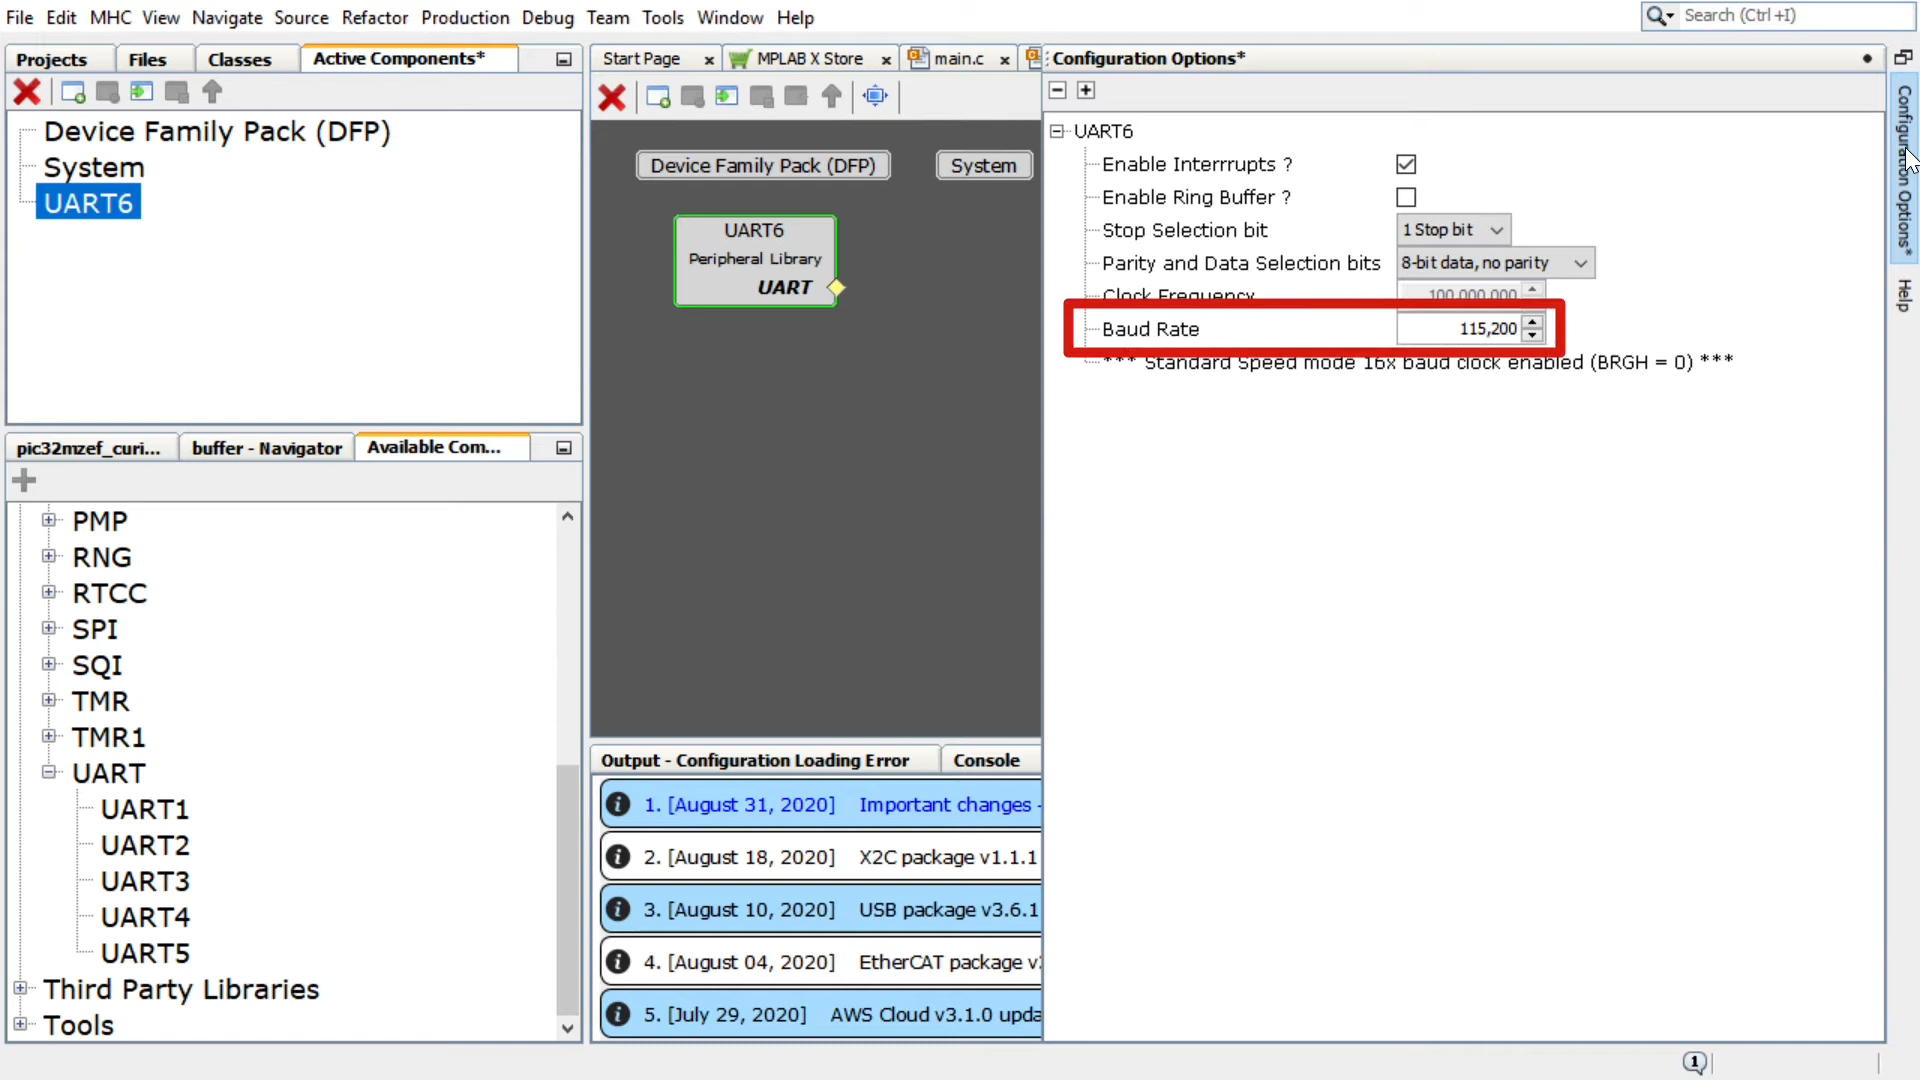 File Edit MHC View Navigate Source Refactor Production Debug Team Tools Window Help
Search (Ctrl+I)
Projects Files Classes Active Components*
Device Family Pack (DFP)
System
UART6
pic32mzef_curi... buffer - Navigator Available Com...
PMP
RNG
RTCC
SPI
SQI
TMR
TMR1
UART
UART1
UART2
UART3
UART4
UART5
Third Party Libraries
Tools
Start Page MPLAB X Store main.c
Device Family Pack (DFP) System
UART6
Peripheral Library
UART
Output - Configuration Loading Error Console
1. [August 31, 2020] Important changes -
2. [August 18, 2020] X2C package v1.1.1
3. [August 10, 2020] USB package v3.6.1
4. [August 04, 2020] EtherCAT package v
5. [July 29, 2020] AWS Cloud v3.1.0 upda
Configuration Options*
UART6
Enable Interrrupts ?
Enable Ring Buffer ?
Stop Selection bit 1 Stop bit
Parity and Data Selection bits 8-bit data, no parity
Clock Frequency 100,000,000
Baud Rate 115,200
*** Standard Speed mode 16x baud clock enabled (BRGH = 0) ***
Configuration Options*
Help
1